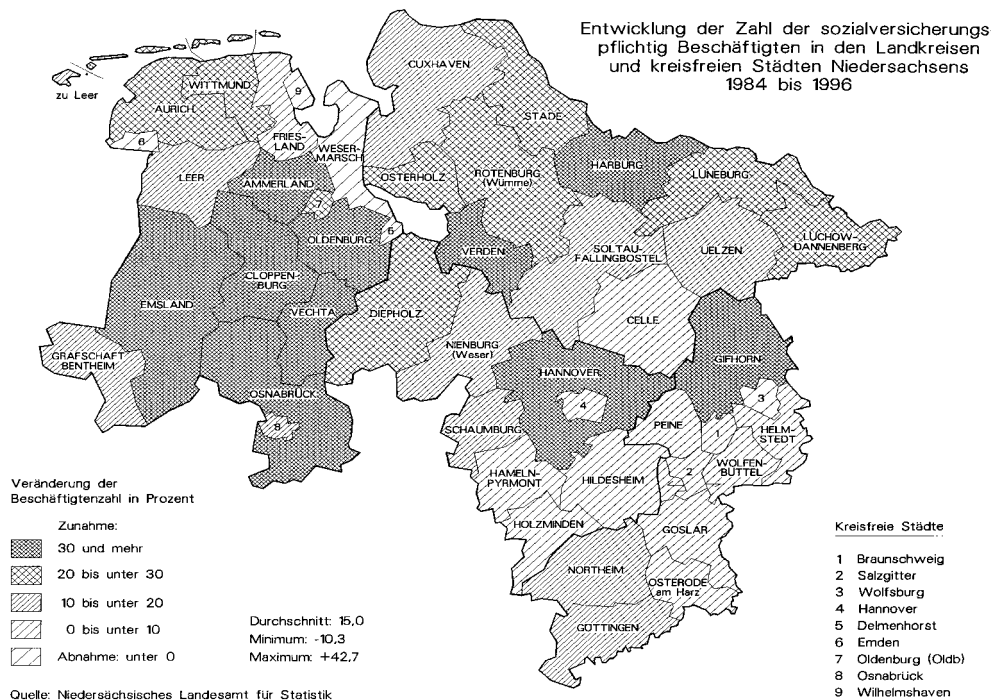 Entwicklung der Zahl der sozialversicherungs
pflichtig Beschäftigten in den Landkreisen
und kreisfreien Städten Niedersachsens
1984 bis 1996
CUXHAVEN
WITTMUND
9
zu Leer
AURICH
STADE
6
FRIES-
LAND
WESER-
MARSCH
HARBURG
LEER
AMMERLAND
OSTERHOLZ
ROTENBURG
(Wümme)
LÜNEBURG
7
6
OLDENBURG
VERDEN
SOLTAU-
FALLINGBOSTEL
UELZEN
LÜCHOW-
DANNENBERG
CLOPPEN-
BURG
EMSLAND
VECHTA
DIEPHOLZ
CELLE
NIENBURG
(Weser)
GRAFSCHAFT
BENTHEIM
GIFHORN
HANNOVER
OSNABRÜCK
4
3
8
SCHAUMBURG
PEINE
1
HELM-
STEDT
HAMELN-
PYRMONT
HILDESHEIM
2
WOLFEN-
BÜTTEL
HOLZMINDEN
GOSLAR
NORTHEIM
OSTERODE
am Harz
GÖTTINGEN
Veränderung der
Beschäftigtenzahl in Prozent
Zunahme:
30 und mehr
20 bis unter 30
10 bis unter 20
0 bis unter 10
Abnahme: unter 0
Durchschnitt: 15,0
Minimum: -10,3
Maximum: +42,7
Quelle: Niedersächsisches Landesamt für Statistik
Kreisfreie Städte
1 Braunschweig
2 Salzgitter
3 Wolfsburg
4 Hannover
5 Delmenhorst
6 Emden
7 Oldenburg (Oldb)
8 Osnabrück
9 Wilhelmshaven